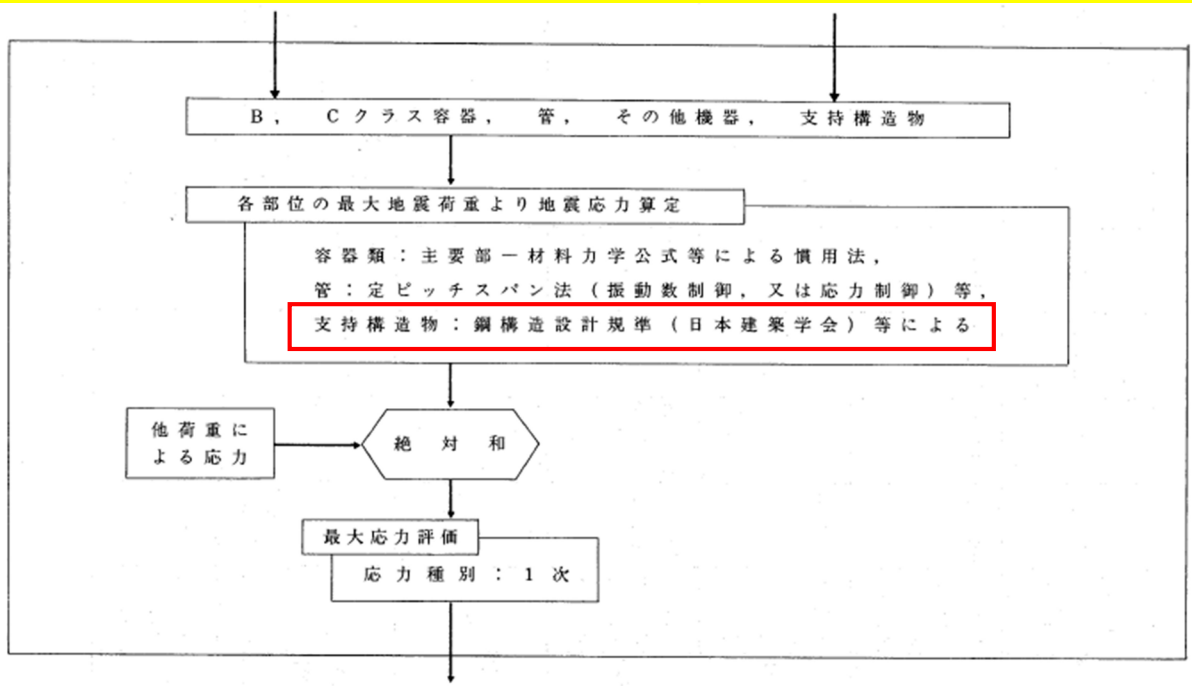 B, Cクラス容器, 管, その他機器, 支持構造物
各部位の最大地震荷重より地震応力算定
容器類:主要部-材料力学公式等による慣用法,
管:定ピッチスパン法(振動数制御, 又は応力制御)等,
支持構造物:鋼構造設計規準(日本建築学会)等による
他荷重に
よる応力
絶対和
最大応力評価
応力種別:1次